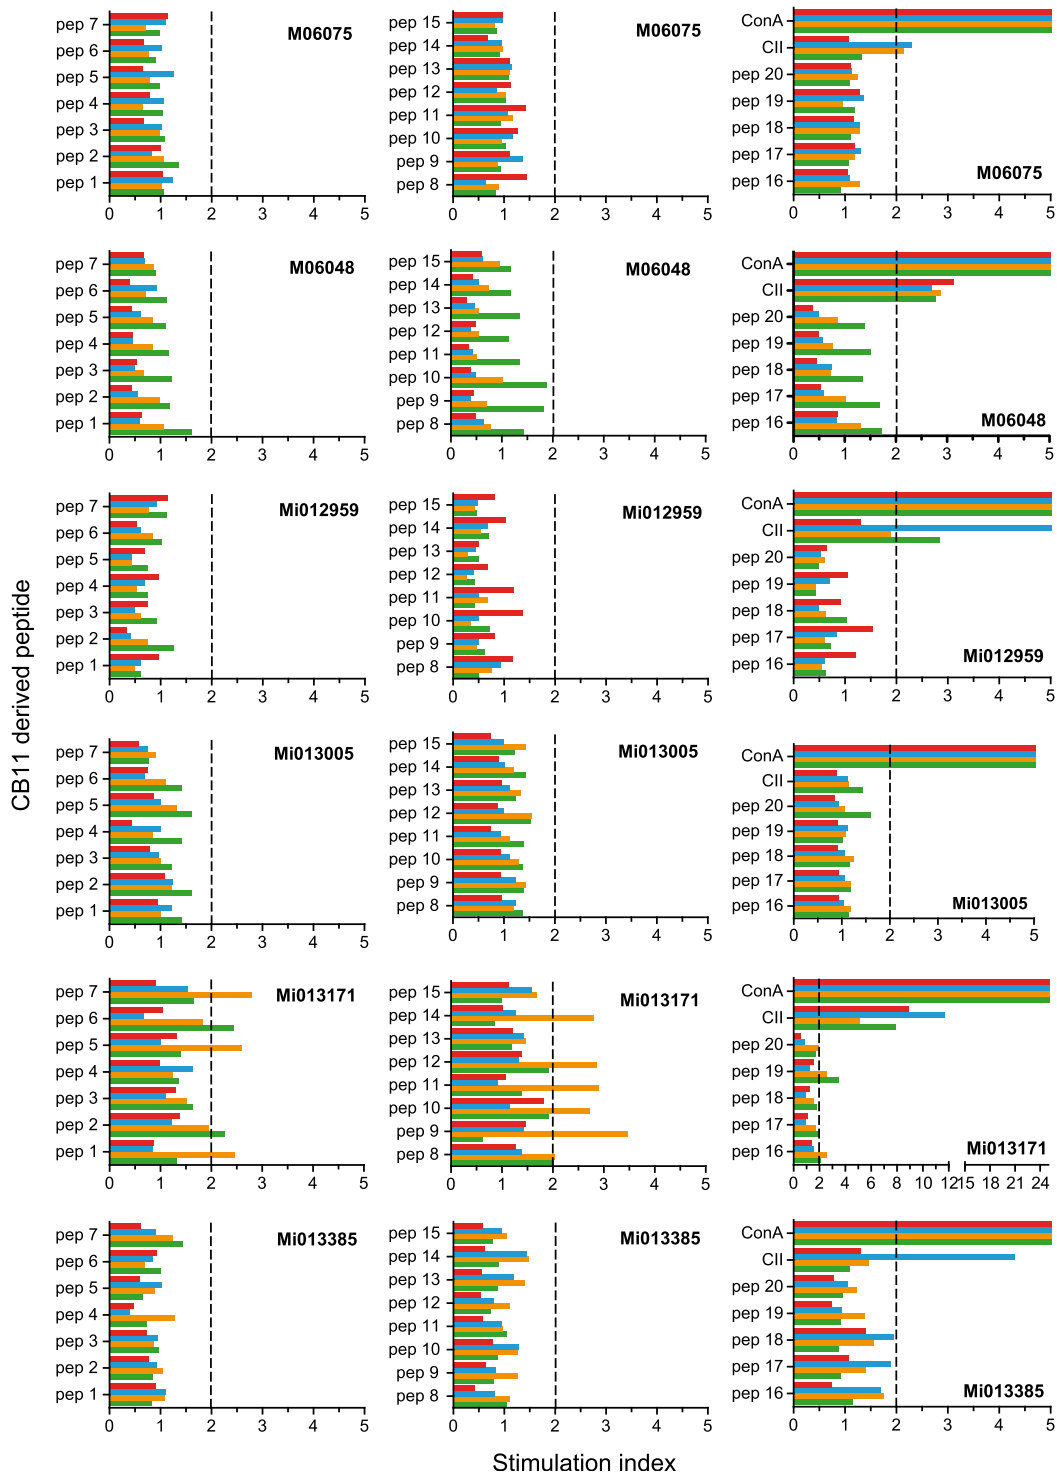 M06075
pep 7
pep 6
pep 5
pep 4
pep 3
pep 2
pep 1
0 1 2 3 4 5
M06075
pep 15
pep 14
pep 13
pep 12
pep 11
pep 10
pep 9
pep 8
0 1 2 3 4 5
ConA
CII
pep 20
pep 19
pep 18
pep 17
pep 16
M06075
0 1 2 3 4 5
M06048
pep 7
pep 6
pep 5
pep 4
pep 3
pep 2
pep 1
0 1 2 3 4 5
M06048
pep 15
pep 14
pep 13
pep 12
pep 11
pep 10
pep 9
pep 8
0 1 2 3 4 5
ConA
CII
pep 20
pep 19
pep 18
pep 17
pep 16
M06048
0 1 2 3 4 5
Mi012959
pep 7
pep 6
pep 5
pep 4
pep 3
pep 2
pep 1
0 1 2 3 4 5
Mi012959
pep 15
pep 14
pep 13
pep 12
pep 11
pep 10
pep 9
pep 8
0 1 2 3 4 5
ConA
CII
pep 20
pep 19
pep 18
pep 17
pep 16
Mi012959
0 1 2 3 4 5
CB11 derived peptide
Mi013005
pep 7
pep 6
pep 5
pep 4
pep 3
pep 2
pep 1
0 1 2 3 4 5
Mi013005
pep 15
pep 14
pep 13
pep 12
pep 11
pep 10
pep 9
pep 8
0 1 2 3 4 5
ConA
CII
pep 20
pep 19
pep 18
pep 17
pep 16
Mi013005
0 1 2 3 4 5
Mi013171
pep 7
pep 6
pep 5
pep 4
pep 3
pep 2
pep 1
0 1 2 3 4 5
Mi013171
pep 15
pep 14
pep 13
pep 12
pep 11
pep 10
pep 9
pep 8
0 1 2 3 4 5
ConA
CII
pep 20
pep 19
pep 18
pep 17
pep 16
Mi013171
0 2 4 6 8 10 12 15 18 21 24
Mi013385
pep 7
pep 6
pep 5
pep 4
pep 3
pep 2
pep 1
0 1 2 3 4 5
Mi013385
pep 15
pep 14
pep 13
pep 12
pep 11
pep 10
pep 9
pep 8
0 1 2 3 4 5
ConA
CII
pep 20
pep 19
pep 18
pep 17
pep 16
Mi013385
0 1 2 3 4 5
Stimulation index